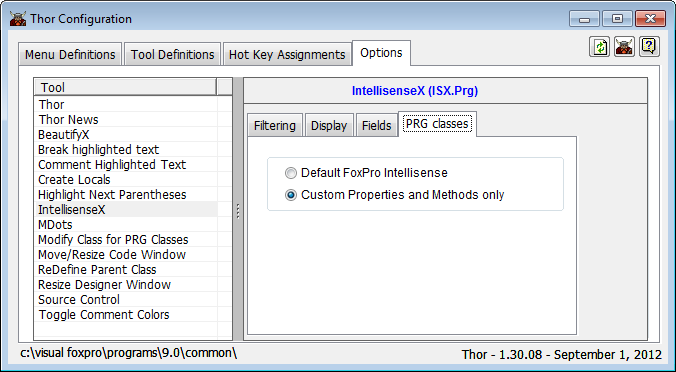 Thor Configuration
Menu Definitions Tool Definitions Hot Key Assignments Options
Tool
Thor
Thor News
BeautifyX
Break highlighted text
Comment Highlighted Text
Create Locals
Highlight Next Parentheses
IntellisenseX
MDots
Modify Class for PRG Classes
Move/Resize Code Window
ReDefine Parent Class
Resize Designer Window
Source Control
Toggle Comment Colors
IntellisenseX (ISX.Prg)
Filtering Display Fields PRG classes
Default FoxPro Intellisense
Custom Properties and Methods only
c:\visual foxpro\programs\9.0\common\
Thor - 1.30.08 - September 1, 2012